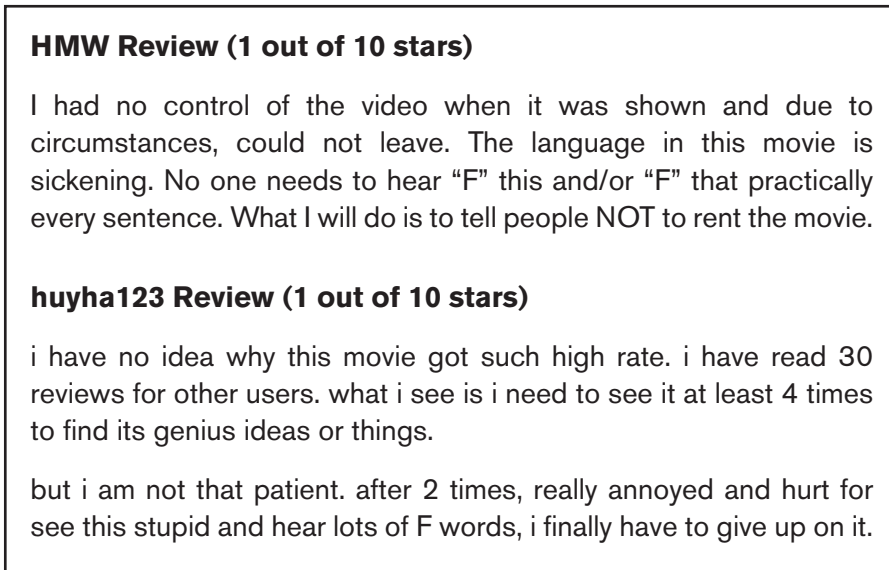 HMW Review (1 out of 10 stars)
I had no control of the video when it was shown and due to
circumstances, could not leave. The language in this movie is
sickening. No one needs to hear “F” this and/or “F” that practically
every sentence. What I will do is to tell people NOT to rent the movie.
huyha123 Review (1 out of 10 stars)
i have no idea why this movie got such high rate. i have read 30
reviews for other users. what i see is i need to see it at least 4 times
to find its genius ideas or things.
but i am not that patient. after 2 times, really annoyed and hurt for
see this stupid and hear lots of F words, i finally have to give up on it.